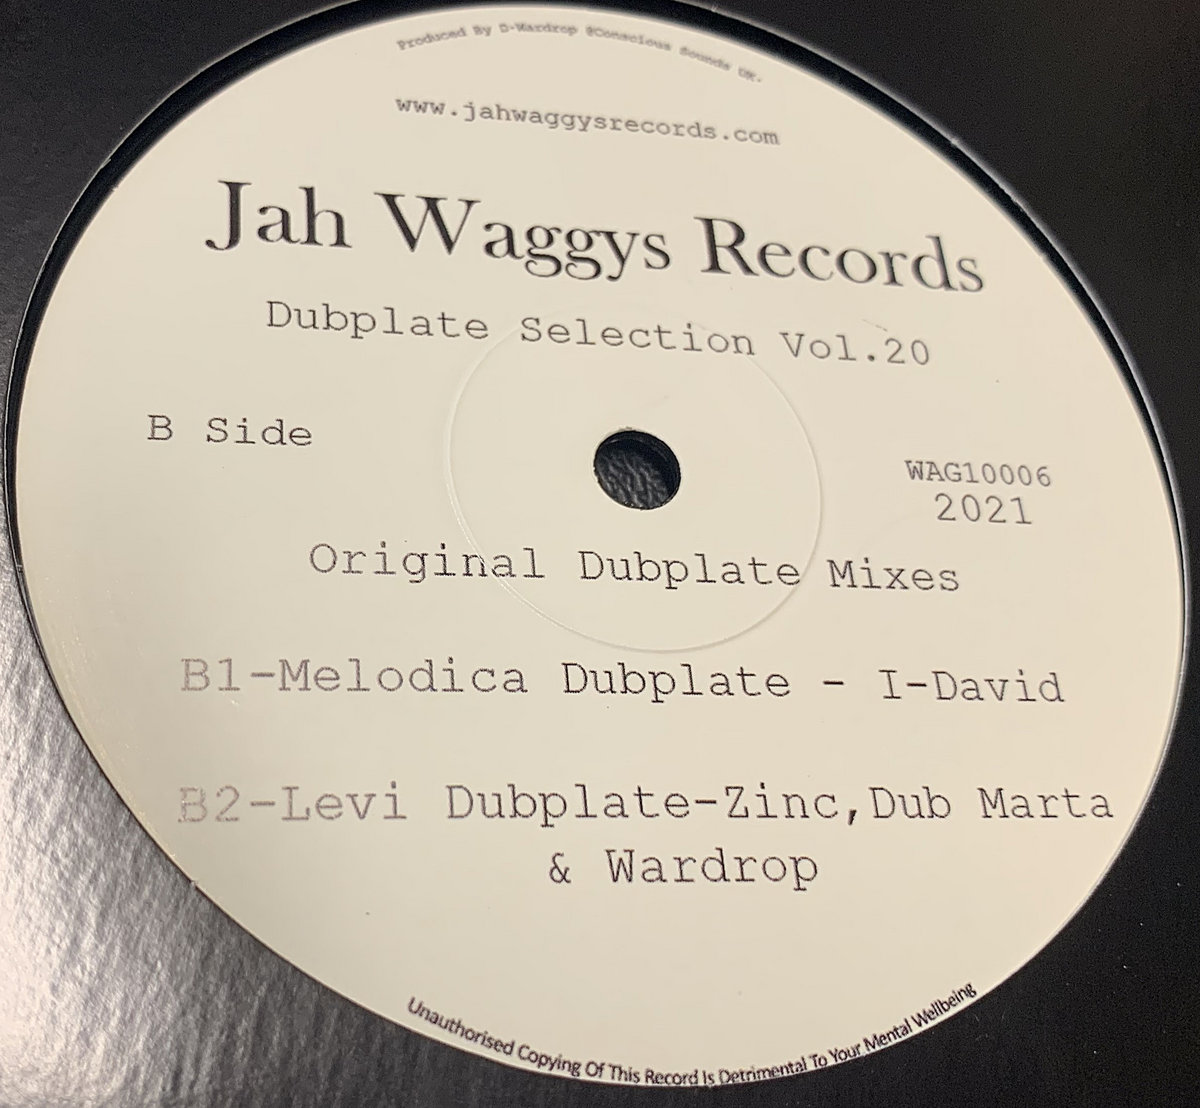 Produced By D-Wardrop @Conscious Sounds UK.
www.jahwaggysrecords.com
Jah Waggys Records
Dubplate Selection Vol.20
B Side
WAG10006
2021
Original Dubplate Mixes
B1-Melodica Dubplate - I-David
B2-Levi Dubplate-Zinc,Dub Marta
& Wardrop
Unauthorised Copying Of This Record Is Detrimental To Your Mental Wellbeing